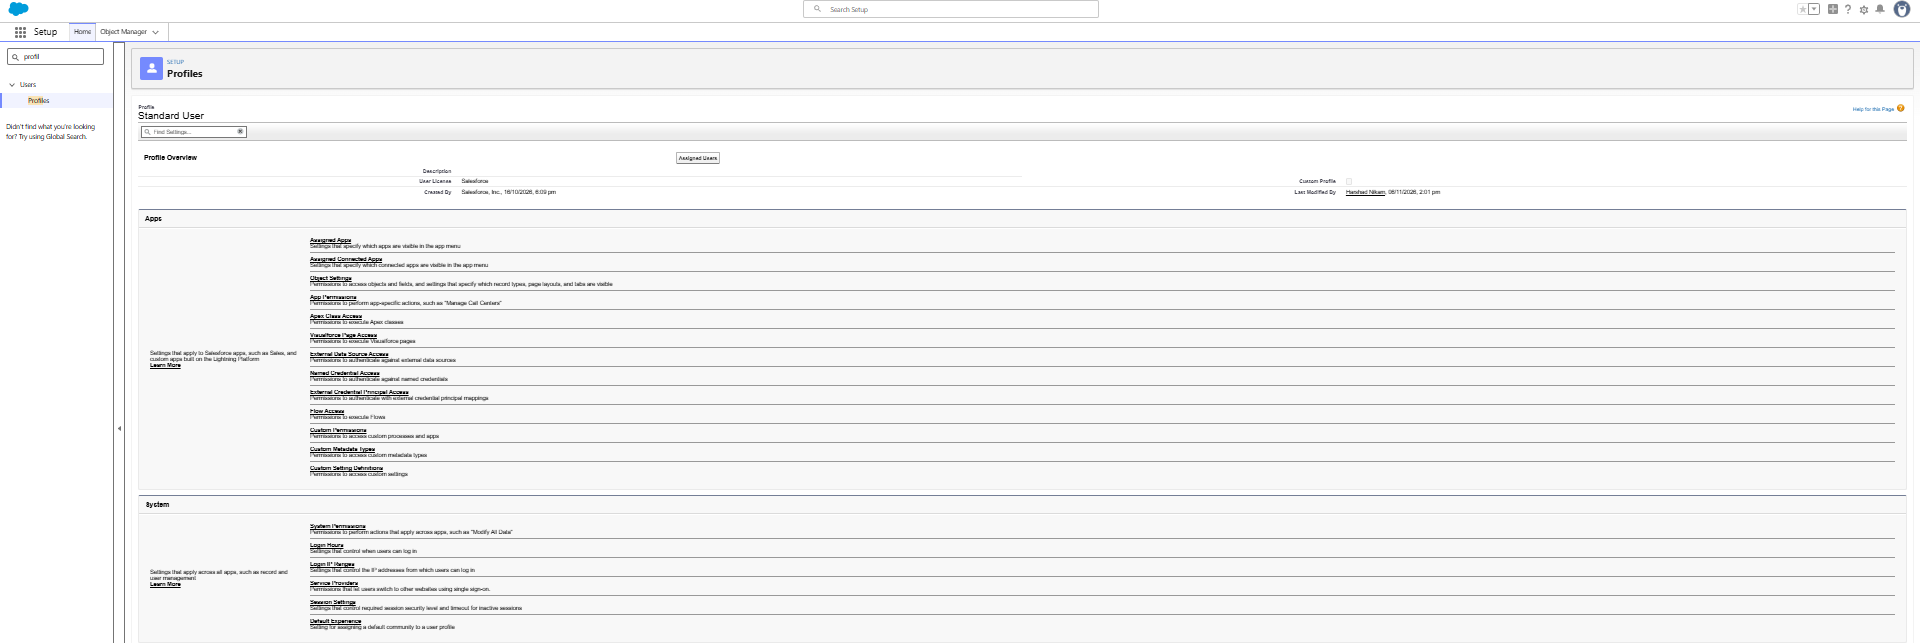 Search Setup
Setup
Home
Object Manager
profil
Users
Profiles
Didn't find what you're looking
for? Try using Global Search.
SETUP
Profiles
Profile
Standard User
Help for this Page
Find Settings...
Profile Overview
Assigned Users
Description
User License Salesforce
Custom Profile
Created By Salesforce, Inc., 16/10/2026, 6:09 pm
Last Modified By Harshad Nikam, 06/11/2026, 2:01 pm
Apps
Settings that apply to Salesforce apps, such as Sales, and
custom apps built on the Lightning Platform
Learn More
Assigned Apps
Settings that specify which apps are visible in the app menu
Assigned Connected Apps
Settings that specify which connected apps are visible in the app menu
Object Settings
Permissions to access objects and fields, and settings that specify which record types, page layouts, and tabs are visible
App Permissions
Permissions to perform app-specific actions, such as "Manage Call Centers"
Apex Class Access
Permissions to execute Apex classes
Visualforce Page Access
Permissions to execute Visualforce pages
External Data Source Access
Permissions to authenticate against external data sources
Named Credential Access
Permissions to authenticate against named credentials
External Credential Principal Access
Permissions to authenticate with external credential principal mappings
Flow Access
Permissions to execute Flows
Custom Permissions
Permissions to access custom processes and apps
Custom Metadata Types
Permissions to access custom metadata types
Custom Setting Definitions
Permissions to access custom settings
System
Settings that apply across all apps, such as record and
user management
Learn More
System Permissions
Permissions to perform actions that apply across apps, such as "Modify All Data"
Login Hours
Settings that control when users can log in
Login IP Ranges
Settings that control the IP addresses from which users can log in
Service Providers
Permissions that let users switch to other websites using single sign-on.
Session Settings
Settings that control required session security level and timeout for inactive sessions
Default Experience
Setting for assigning a default community to a user profile